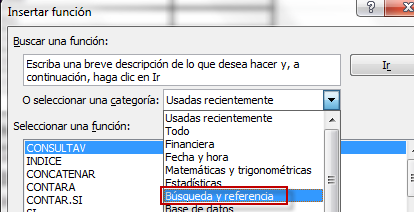 Insertar función
Buscar una función:
Escriba una breve descripción de lo que desea hacer y, a
continuación, haga clic en Ir
Ir
O seleccionar una categoría:
Usadas recientemente
Usadas recientemente
Todo
Financiera
Fecha y hora
Matemáticas y trigonométricas
Estadísticas
Búsqueda y referencia
Base de datos
Seleccionar una función:
CONSULTAV
INDICE
CONCATENAR
CONTARA
CONTAR.SI
SI